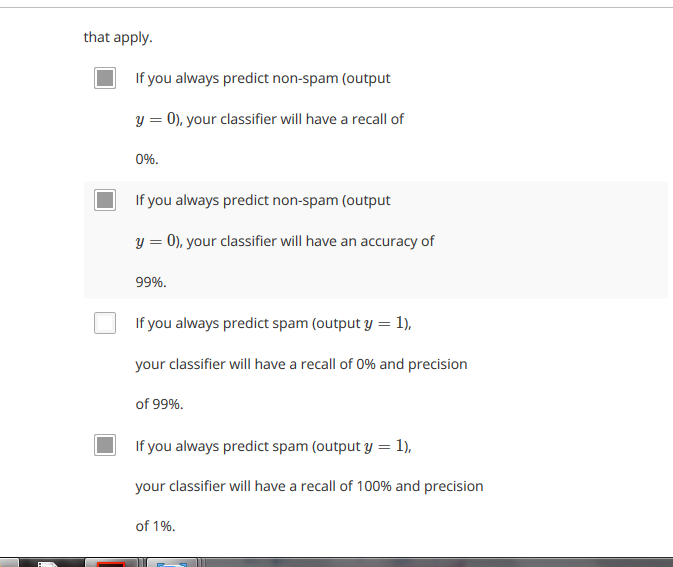 that apply.
If you always predict non-spam (output
y = 0), your classifier will have a recall of
0%.
If you always predict non-spam (output
y = 0), your classifier will have an accuracy of
99%.
If you always predict spam (output y = 1),
your classifier will have a recall of 0% and precision
of 99%.
If you always predict spam (output y = 1),
your classifier will have a recall of 100% and precision
of 1%.